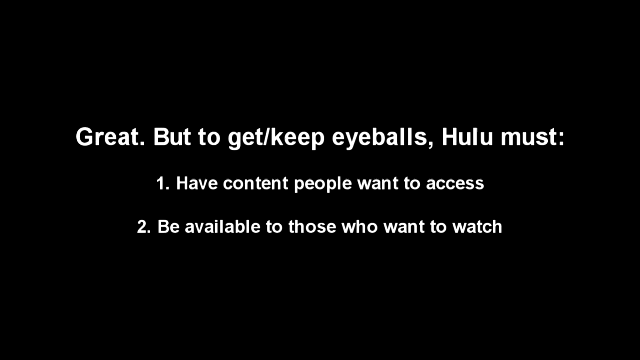 Great. But to get/keep eyeballs, Hulu must:
1. Have content people want to access
2. Be available to those who want to watch